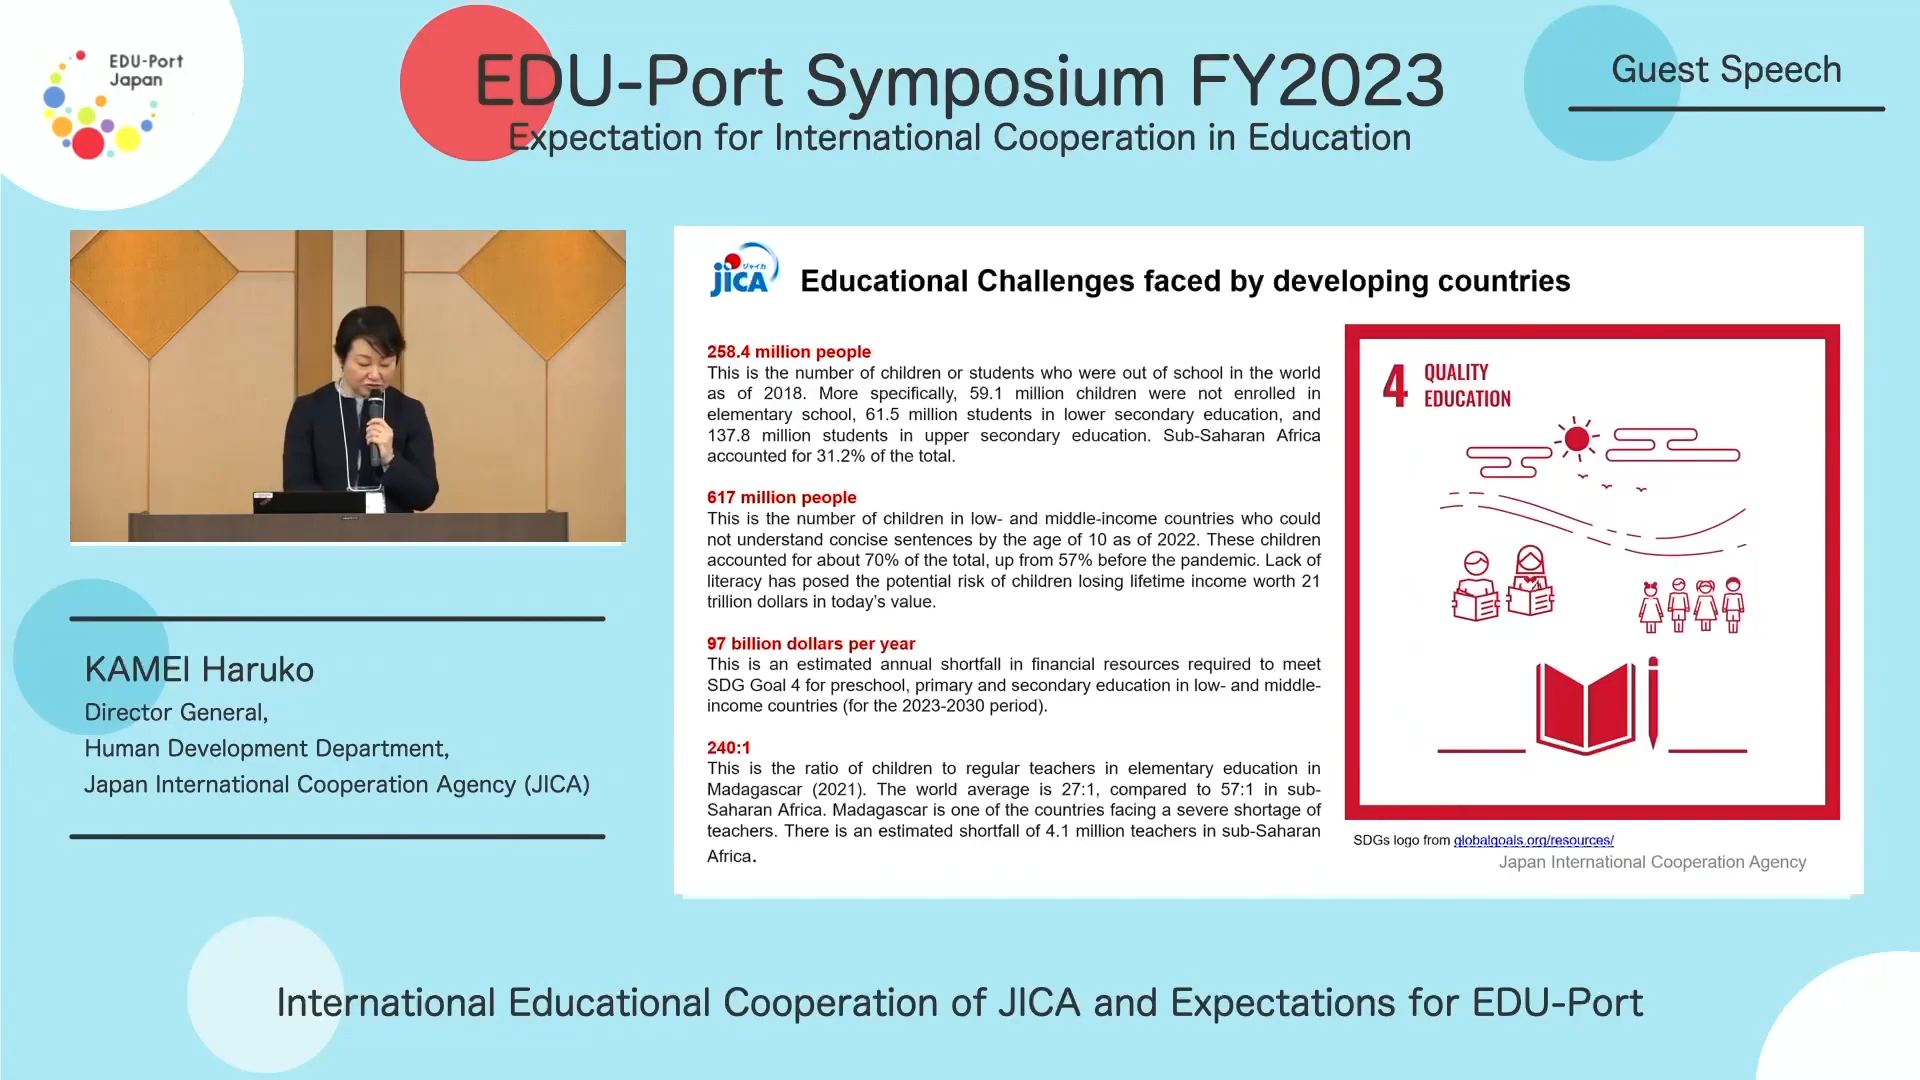 EDU-Port
Japan
EDU-Port Symposium FY2023
Expectation for International Cooperation in Education
Guest Speech
ジャイカ
JICA
Educational Challenges faced by developing countries
258.4 million people
This is the number of children or students who were out of school in the world
as of 2018. More specifically, 59.1 million children were not enrolled in
elementary school, 61.5 million students in lower secondary education, and
137.8 million students in upper secondary education. Sub-Saharan Africa
accounted for 31.2% of the total.
617 million people
This is the number of children in low- and middle-income countries who could
not understand concise sentences by the age of 10 as of 2022. These children
accounted for about 70% of the total, up from 57% before the pandemic. Lack of
literacy has posed the potential risk of children losing lifetime income worth 21
trillion dollars in today's value.
97 billion dollars per year
This is an estimated annual shortfall in financial resources required to meet
SDG Goal 4 for preschool, primary and secondary education in low- and middle-
income countries (for the 2023-2030 period).
240:1
This is the ratio of children to regular teachers in elementary education in
Madagascar (2021). The world average is 27:1, compared to 57:1 in sub-
Saharan Africa. Madagascar is one of the countries facing a severe shortage of
teachers. There is an estimated shortfall of 4.1 million teachers in sub-Saharan
Africa.
4 QUALITY
EDUCATION
SDGs logo from globalgoals.org/resources/
Japan International Cooperation Agency
KAMEI Haruko
Director General,
Human Development Department,
Japan International Cooperation Agency (JICA)
International Educational Cooperation of JICA and Expectations for EDU-Port